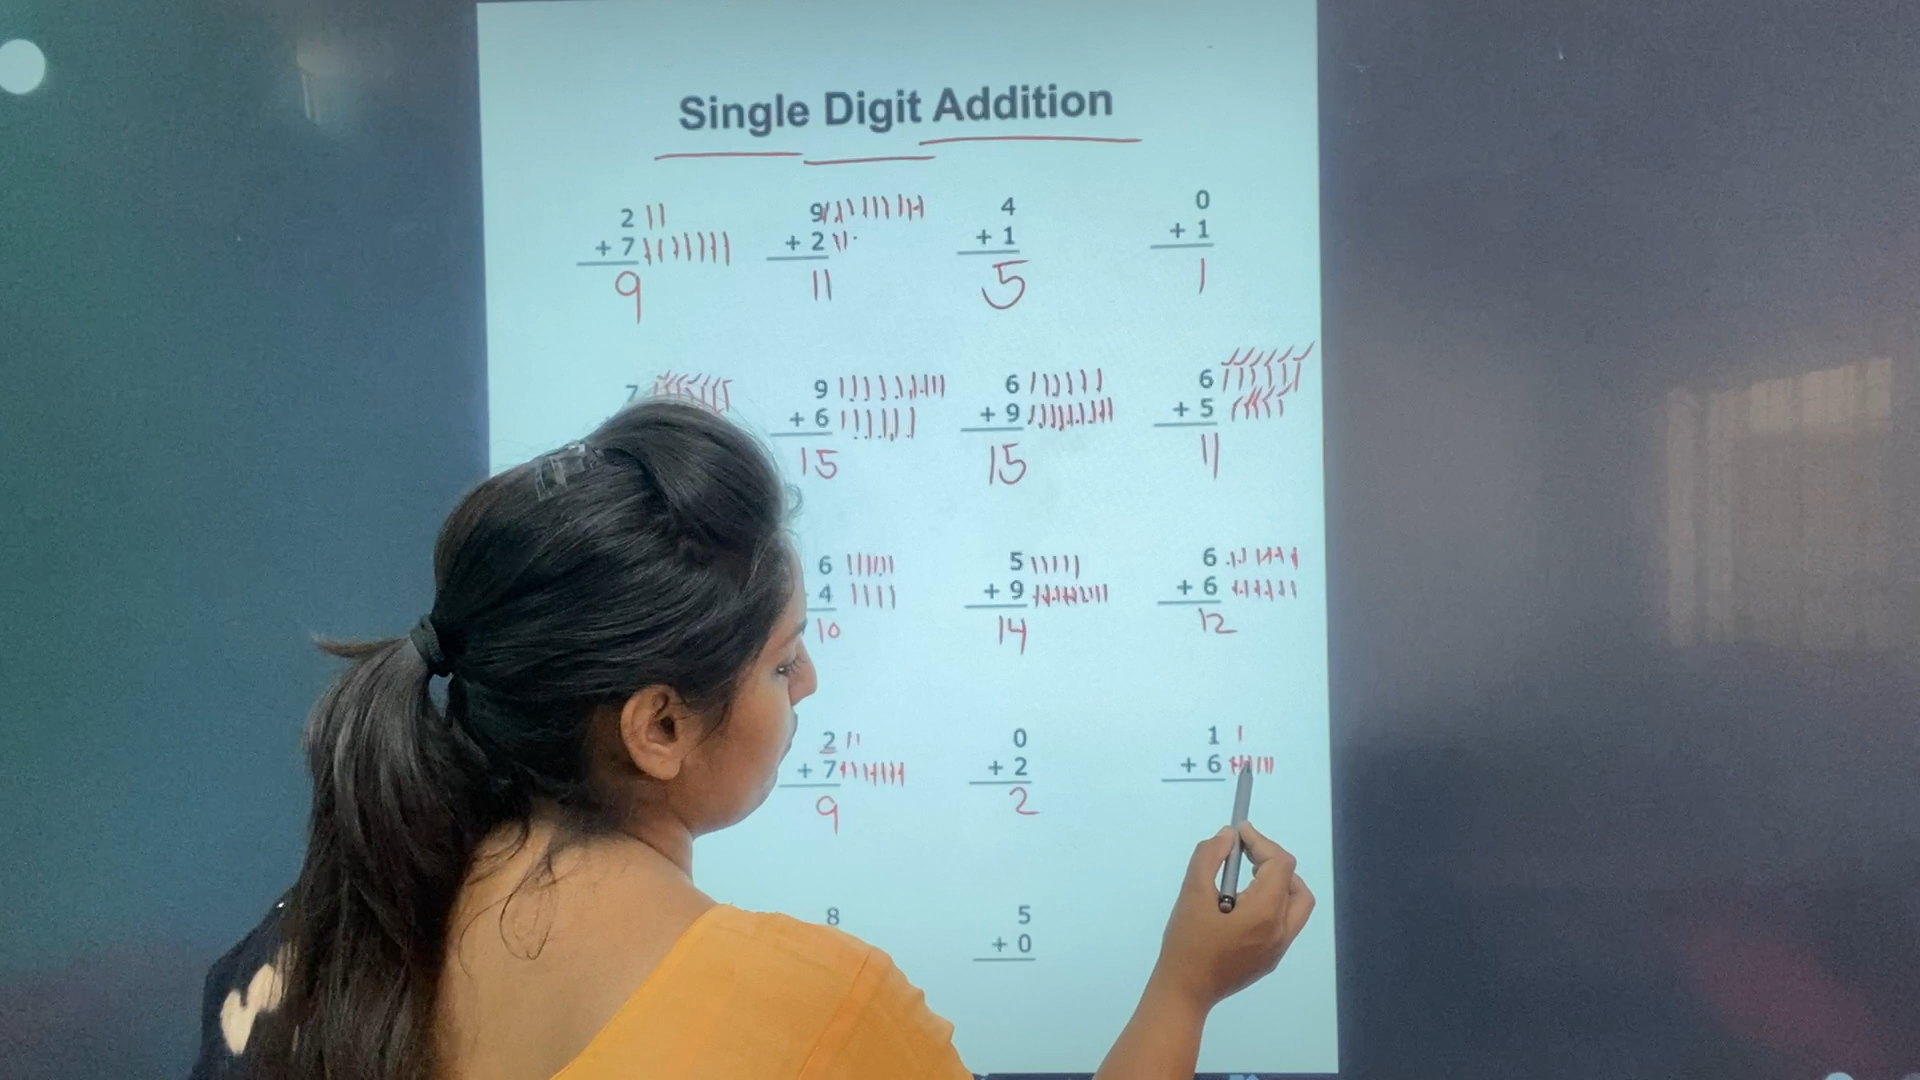 Single Digit Addition
2 9 4 0
+ 7 + 2 + 1 + 1
9 11 5 1
7 9 6 6
+ 6 + 9 + 5
15 15 11
6 5 6
4 + 9 + 6
10 14 12
2 0 1
+ 7 + 2 + 6
9 2
8 5
+ 0